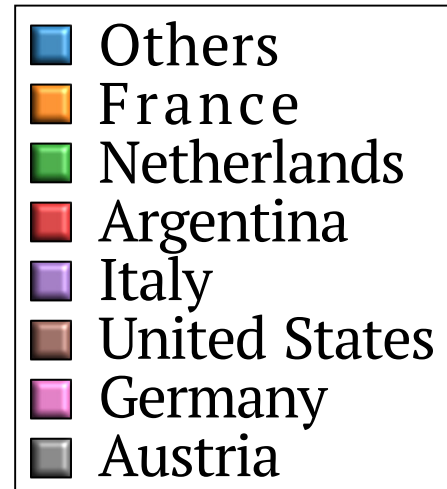 Others
France
Netherlands
Argentina
Italy
United States
Germany
Austria